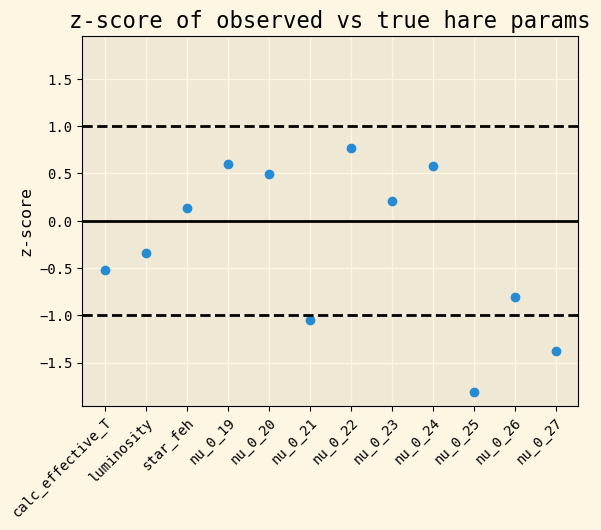 z-score of observed vs true hare params
z-score
1.5
1.0
0.5
0.0
−0.5
−1.0
−1.5
calc_effective_T
luminosity
star_feh
nu_0_19
nu_0_20
nu_0_21
nu_0_22
nu_0_23
nu_0_24
nu_0_25
nu_0_26
nu_0_27